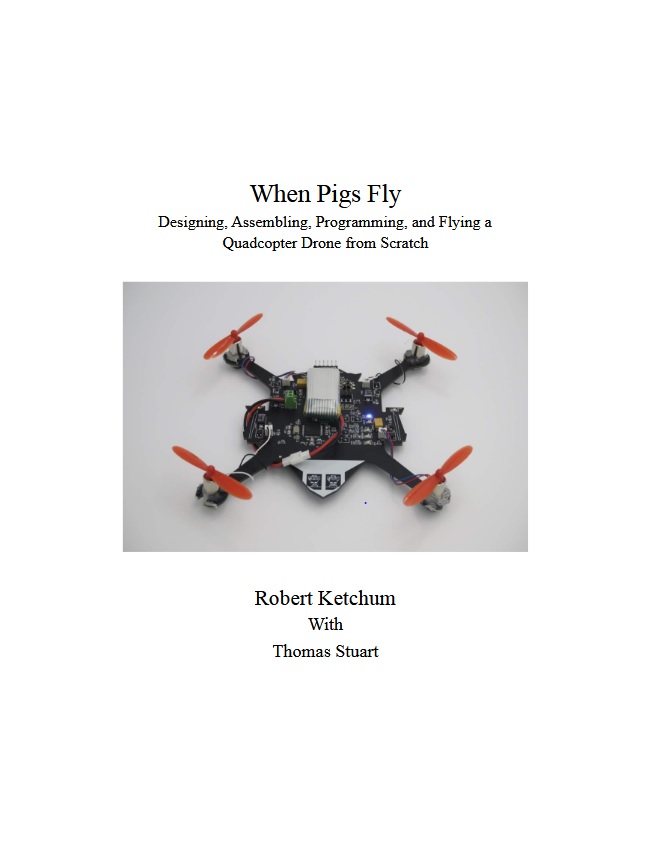 When Pigs Fly
Designing, Assembling, Programming, and Flying a
Quadcopter Drone from Scratch
Robert Ketchum
With
Thomas Stuart